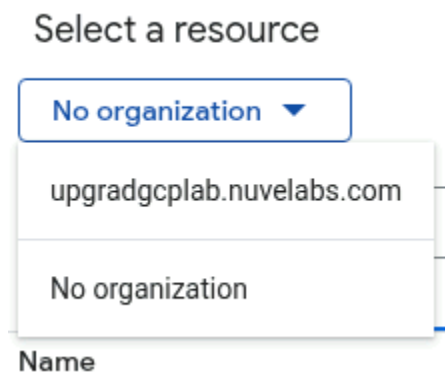 Select a resource
No organization
upgradgcplab.nuvelabs.com
No organization
Name